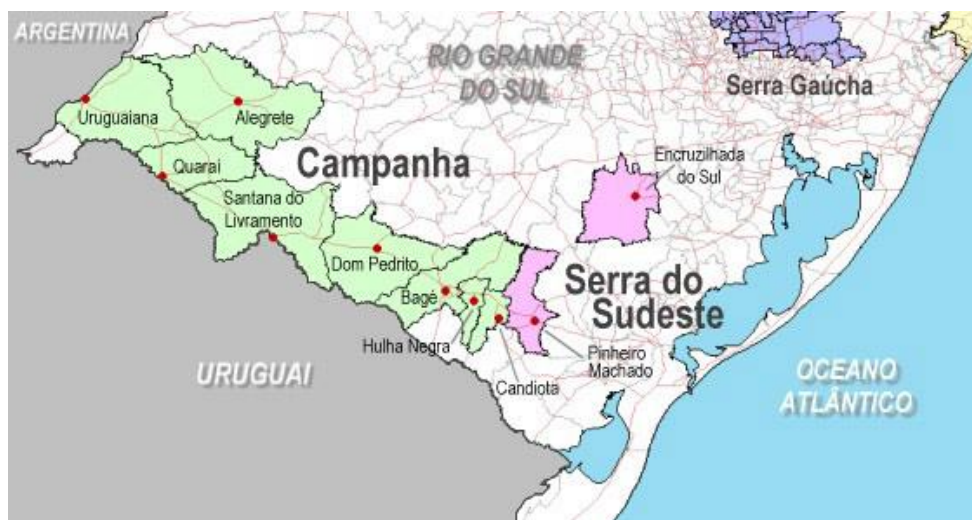 ARGENTINA
RIO GRANDE
DO SUL
Serra Gaúcha
Uruguaiana
Alegrete
Quaraí
Campanha
Encruzilhada
do Sul
Santana do
Livramento
Dom Pedrito
Serra do
Sudeste
Bagé
Hulha Negra
Pinheiro
Machado
Candiota
URUGUAI
OCEANO
ATLÂNTICO